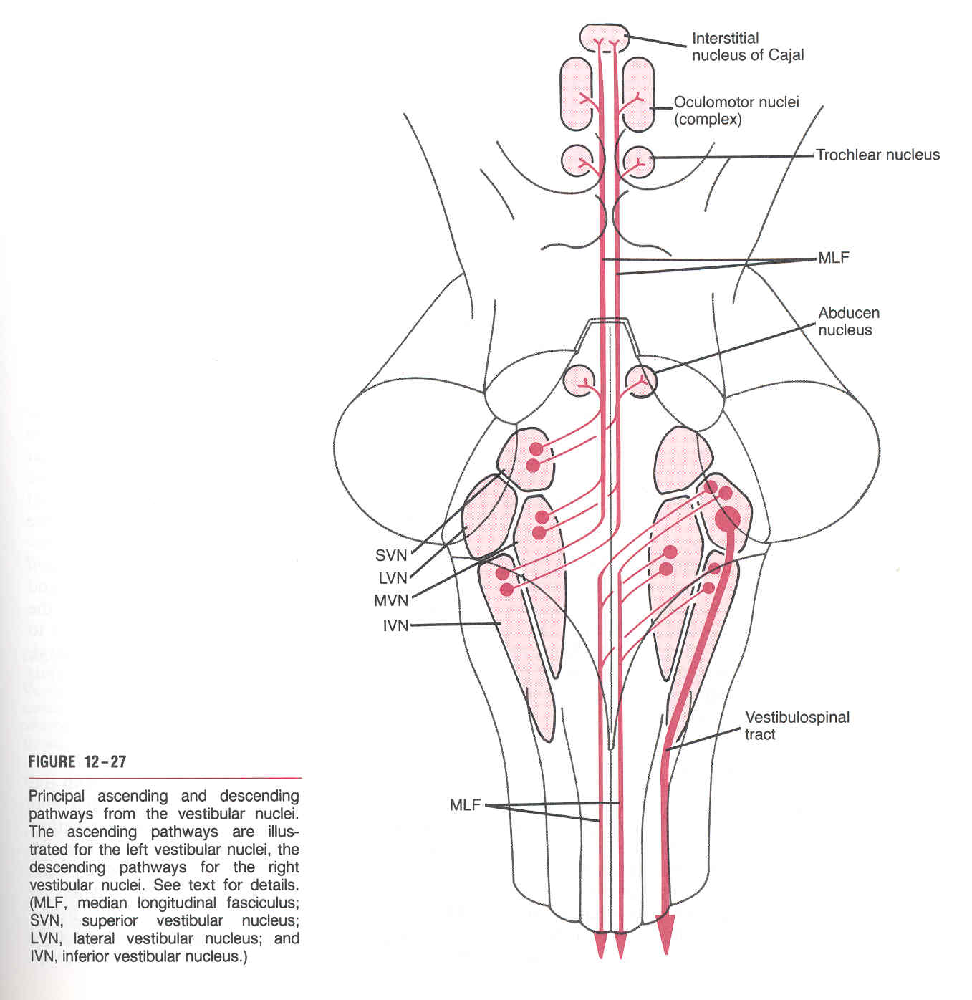 Interstitial
nucleus of Cajal
Oculomotor nuclei
(complex)
Trochlear nucleus
MLF
Abducen
nucleus
SVN
LVN
MVN
IVN
Vestibulospinal
tract
MLF
FIGURE 12–27
Principal ascending and descending
pathways from the vestibular nuclei.
The ascending pathways are illus-
trated for the left vestibular nuclei, the
descending pathways for the right
vestibular nuclei. See text for details.
(MLF, median longitudinal fasciculus;
SVN, superior vestibular nucleus;
LVN, lateral vestibular nucleus; and
IVN, inferior vestibular nucleus.)